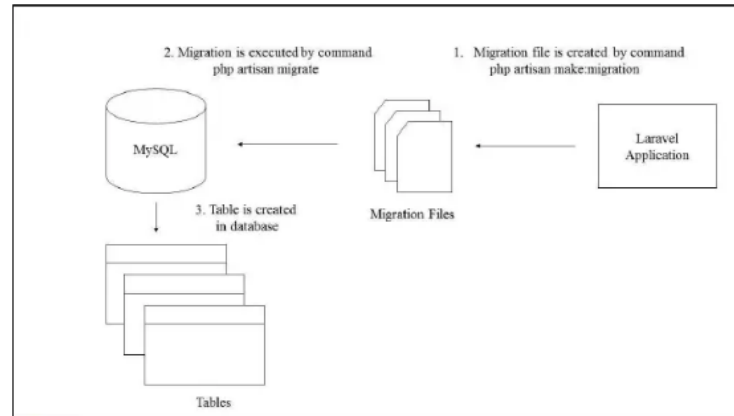 2. Migration is executed by command
php artisan migrate
1. Migration file is created by command
php artisan make:migration
MySQL
Laravel
Application
Migration Files
3. Table is created
in database
Tables